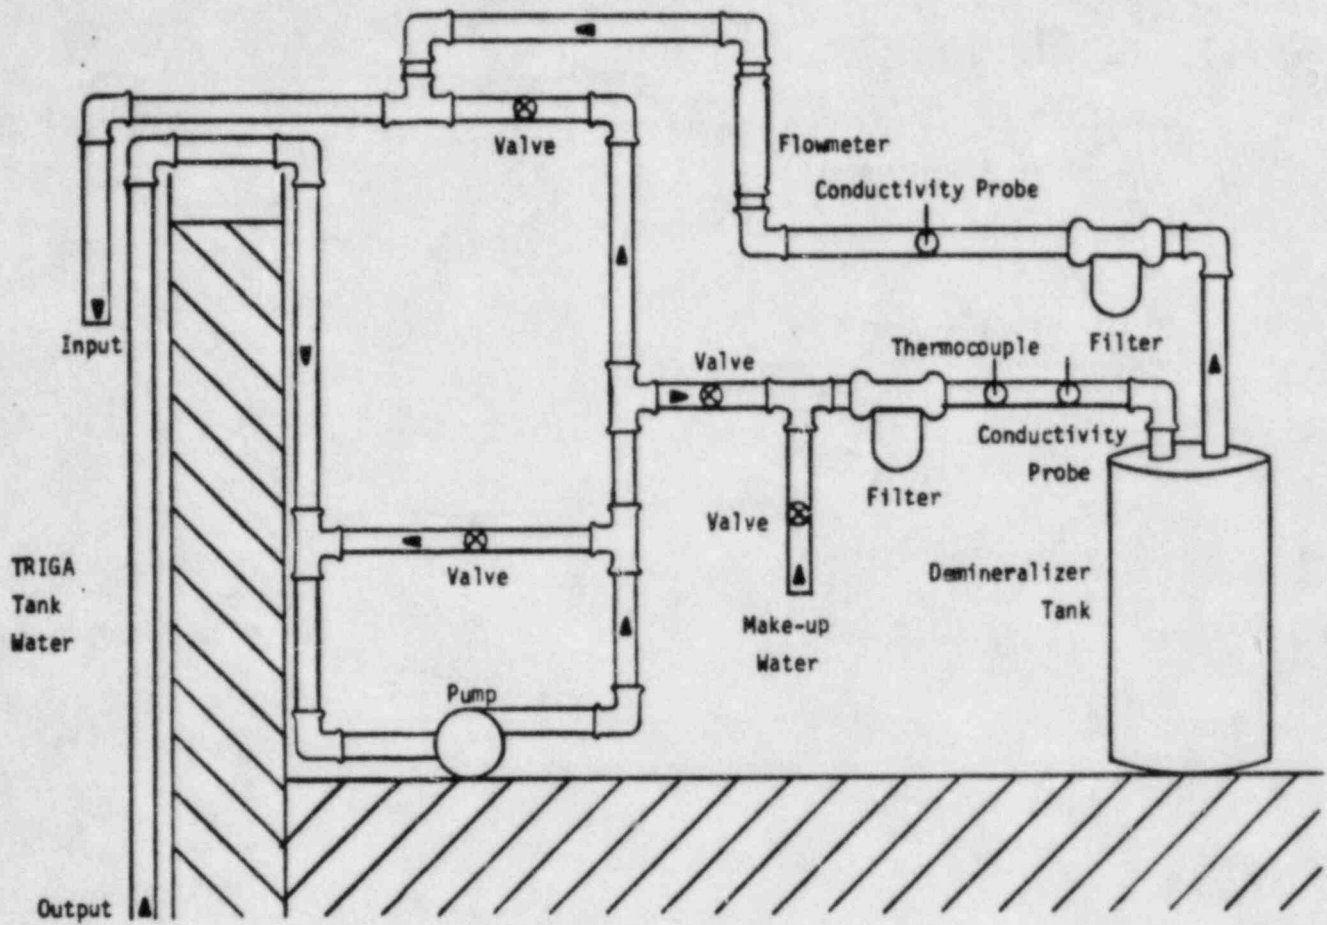 Valve
Flowmeter
Conductivity Probe
Input
Valve
Thermocouple
Filter
Conductivity
Probe
Filter
Valve
Valve
TRIGA
Tank
Water
Demineralizer
Tank
Make-up
Water
Pump
Output